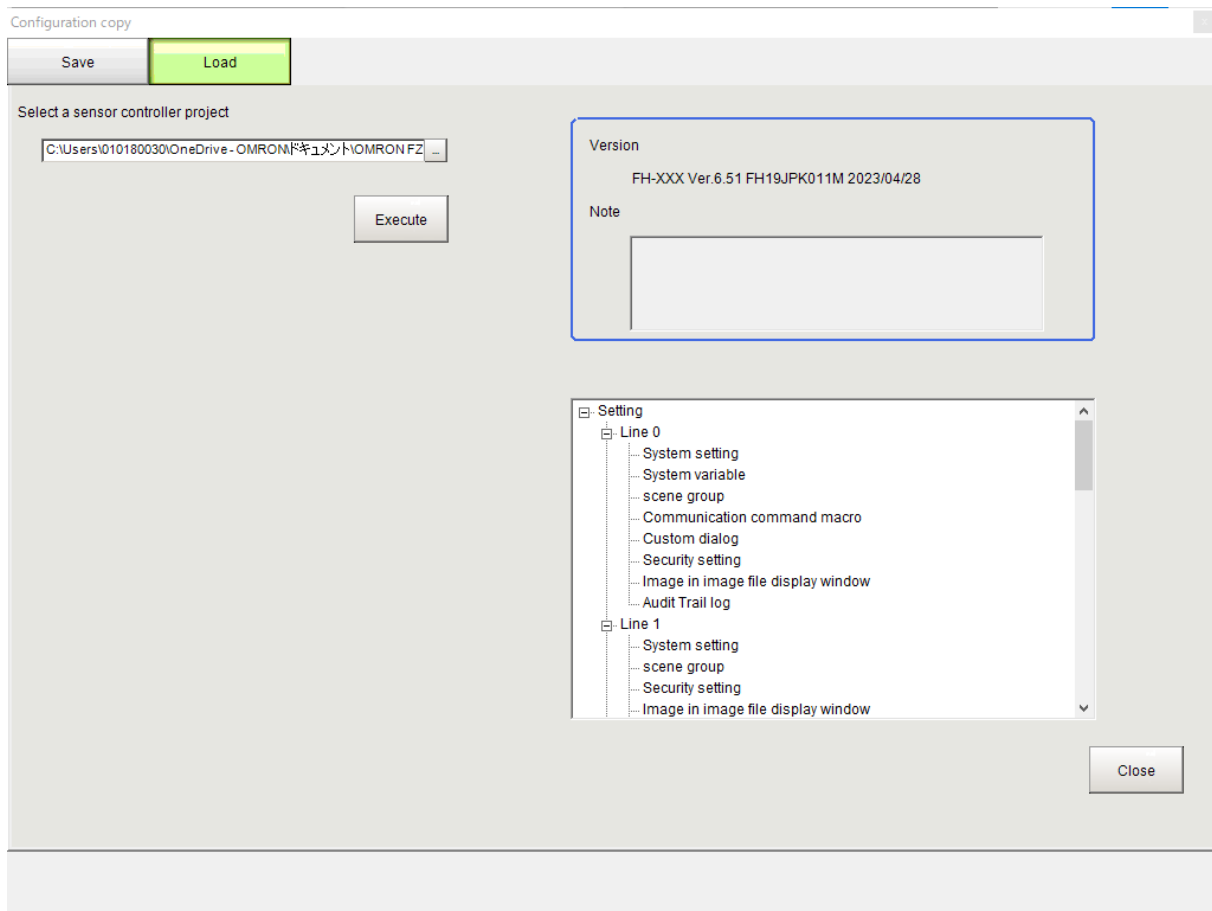 Configuration copy
Save
Load
Select a sensor controller project
C:\Users\010180030\OneDrive - OMRON\ドキュメント\OMRON FZ
...
Execute
Version
FH-XXX Ver.6.51 FH19JPK011M 2023/04/28
Note
Setting
Line 0
System setting
System variable
scene group
Communication command macro
Custom dialog
Security setting
Image in image file display window
Audit Trail log
Line 1
System setting
scene group
Security setting
Image in image file display window
Close